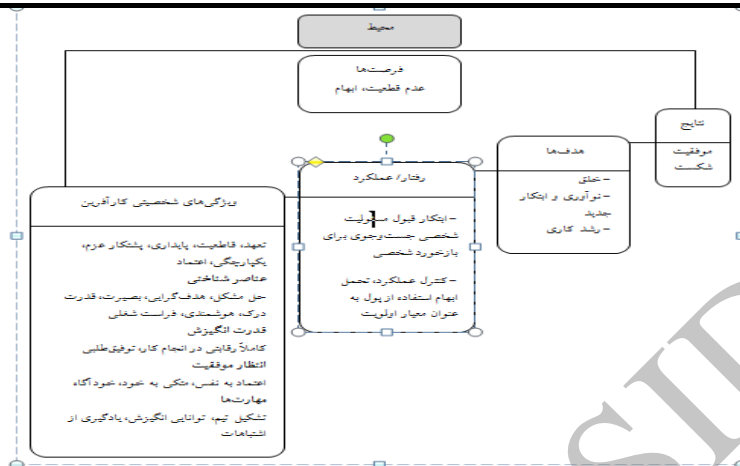 محیط
فرصت‌ها
عدم قطعیت، ابهام
نتایج
موفقیت
شکست
هدف‌ها
– خلق
– نوآوری و ابتکار
جدید
– رشد کاری
رفتار/ عملکرد
– ابتکار قبول مسئولیت
شخصی جست‌وجوی برای
بازخورد شخصی
– کنترل عملکرد، تحمل
ابهام استفاده از پول به
عنوان معیار اولویت
ویژگی‌های شخصیتی کارآفرین
تعهد، قاطعیت، پایداری، پشتکار عزم،
یکپارچگی، اعتماد
عناصر شناختی
حل مشکل، هدف‌گرایی، بصیرت، قدرت
درک، هوشمندی، فراست شغلی
قدرت انگیزش
کاملاً رقابتی در انجام کار، توفیق‌طلبی
انتظار موفقیت
اعتماد به نفس، متکی به خود، خودآگاه
مهارت‌ها
تشکیل تیم، توانایی انگیزش، یادگیری از
اشتباهات
SID